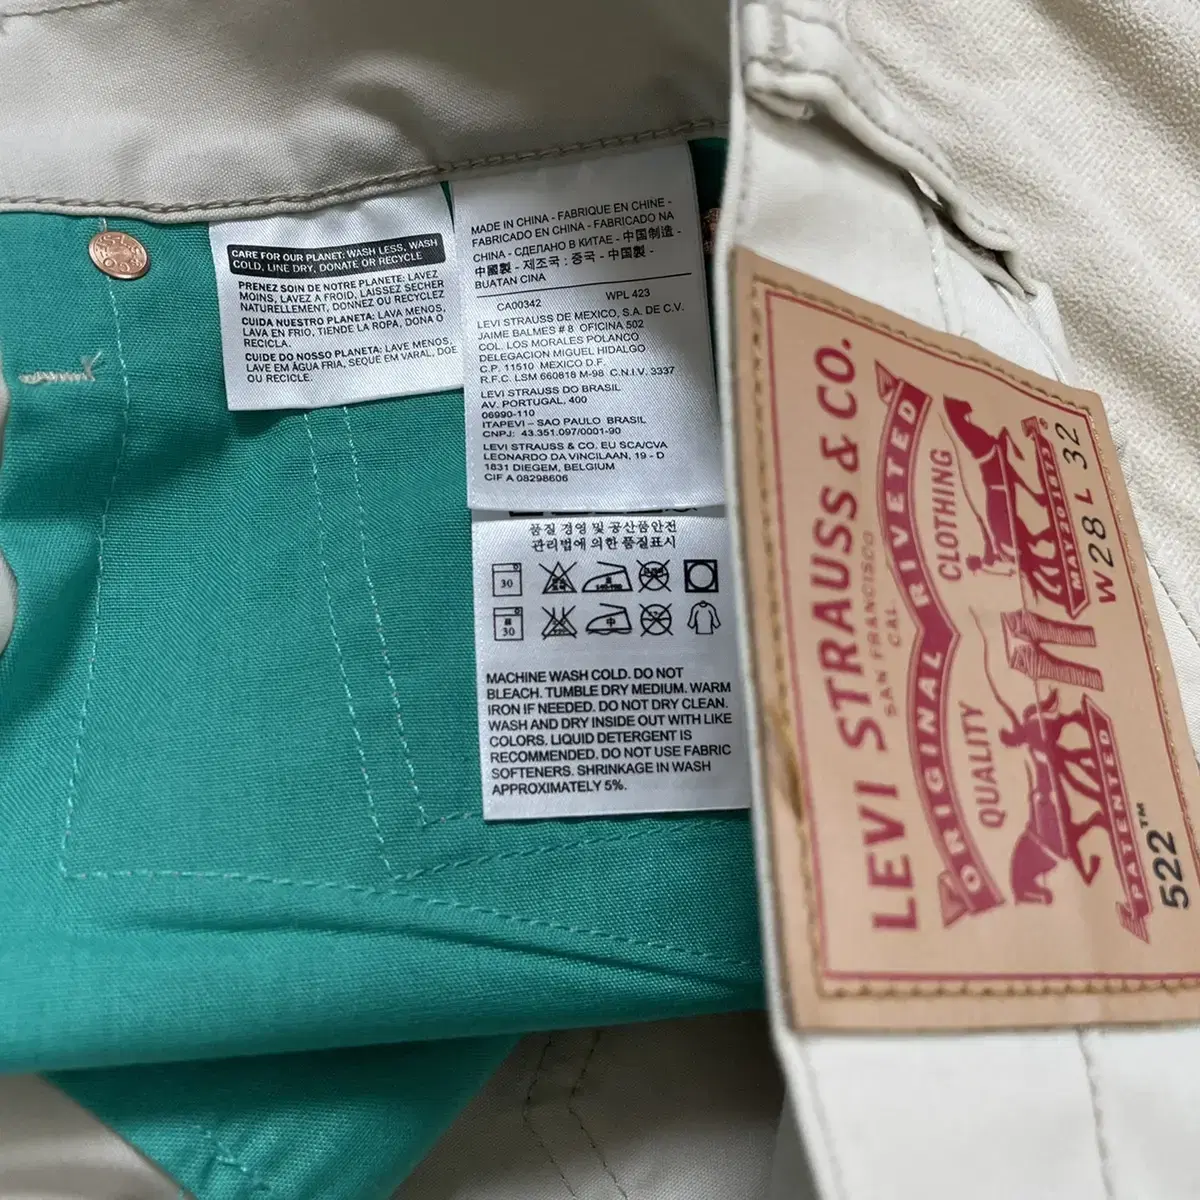 CARE FOR OUR PLANET: WASH LESS, WASH
COLD, LINE DRY, DONATE OR RECYCLE
PRENEZ SOIN DE NOTRE PLANETE: LAVEZ
MOINS, LAVEZ A FROID, LAISSEZ SECHER
NATURELLEMENT, DONNEZ OU RECYCLEZ
CUIDA NUESTRO PLANETA: LAVA MENOS,
LAVA EN FRIO, TIENDE LA ROPA, DONA O
RECICLA.
CUIDE DO NOSSO PLANETA: LAVE MENOS,
LAVE EM ÁGUA FRIA, SEQUE EM VARAL, DOE
OU RECICLE.
MADE IN CHINA - FABRIQUE EN CHINE -
FABRICADO EN CHINA - FABRICADO NA
CHINA - СДЕЛАНО В КИТАЕ - 中国制造 -
中國製 - 제조국 : 중국 - 中国製 -
BUATAN CINA
CA00342 WPL 423
LEVI STRAUSS DE MEXICO, S.A. DE C.V.
JAIME BALMES # 8 OFICINA 502
COL. LOS MORALES POLANCO
DELEGACION MIGUEL HIDALGO
C.P. 11510 MEXICO D.F.
R.F.C. LSM 660818 M-98 C.N.I.V. 3337
LEVI STRAUSS DO BRASIL
AV. PORTUGAL, 400
06990-110
ITAPEVI – SAO PAULO BRASIL
CNPJ: 43.351.097/0001-90
LEVI STRAUSS & CO. EU SCA/CVA
LEONARDO DA VINCILAAN, 19 - D
1831 DIEGEM, BELGIUM
CIF A 08298606
품질 경영 및 공산품안전
관리법에 의한 품질표시
30
30 中
MACHINE WASH COLD. DO NOT
BLEACH. TUMBLE DRY MEDIUM. WARM
IRON IF NEEDED. DO NOT DRY CLEAN.
WASH AND DRY INSIDE OUT WITH LIKE
COLORS. LIQUID DETERGENT IS
RECOMMENDED. DO NOT USE FABRIC
SOFTENERS. SHRINKAGE IN WASH
APPROXIMATELY 5%.
LEVI STRAUSS & CO.
SAN FRANCISCO
CAL.
ORIGINAL RIVETED
QUALITY CLOTHING
PATENTED MAY 20 1873
522™ W 28 L 32